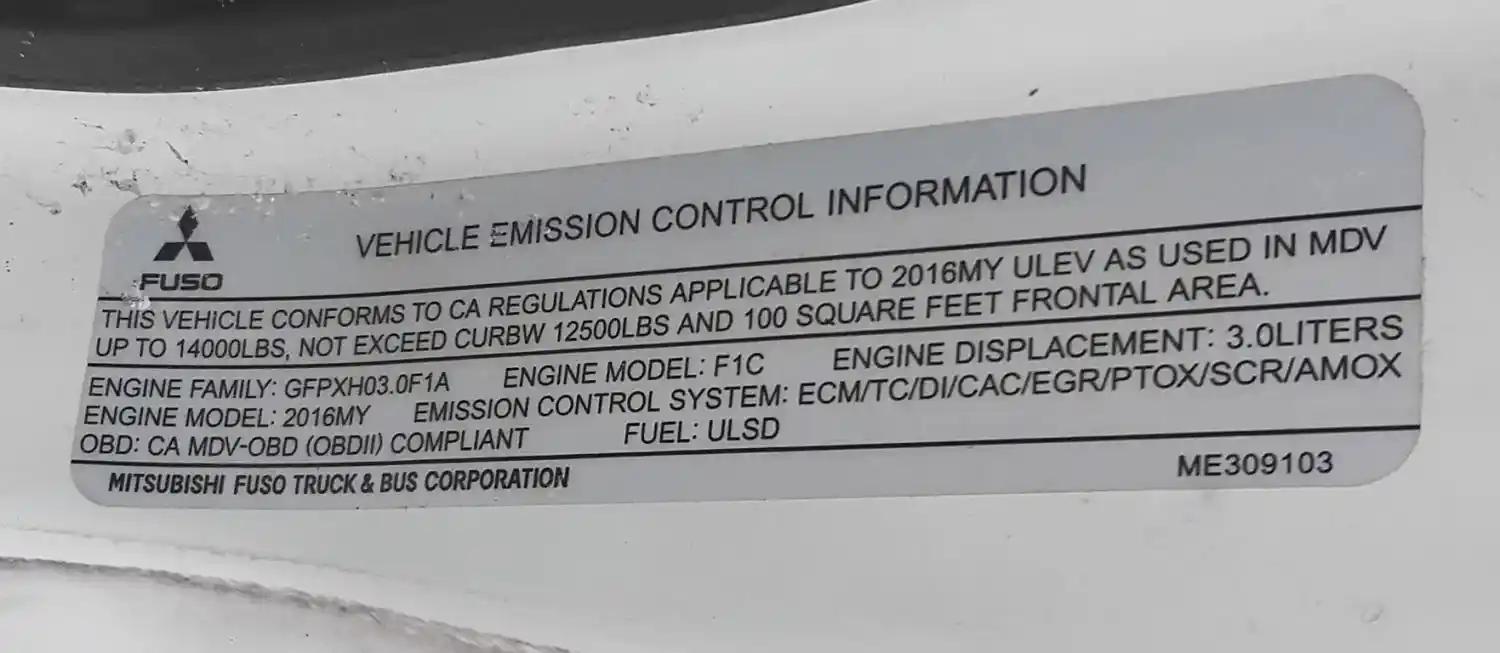 VEHICLE EMISSION CONTROL INFORMATION
FUSO
THIS VEHICLE CONFORMS TO CA REGULATIONS APPLICABLE TO 2016MY ULEV AS USED IN MDV
UP TO 14000LBS, NOT EXCEED CURBW 12500LBS AND 100 SQUARE FEET FRONTAL AREA.
ENGINE FAMILY: GFPXH03.0F1A ENGINE MODEL: F1C ENGINE DISPLACEMENT: 3.0LITERS
ENGINE MODEL: 2016MY EMISSION CONTROL SYSTEM: ECM/TC/DI/CAC/EGR/PTOX/SCR/AMOX
OBD: CA MDV-OBD (OBDII) COMPLIANT FUEL: ULSD
MITSUBISHI FUSO TRUCK & BUS CORPORATION ME309103